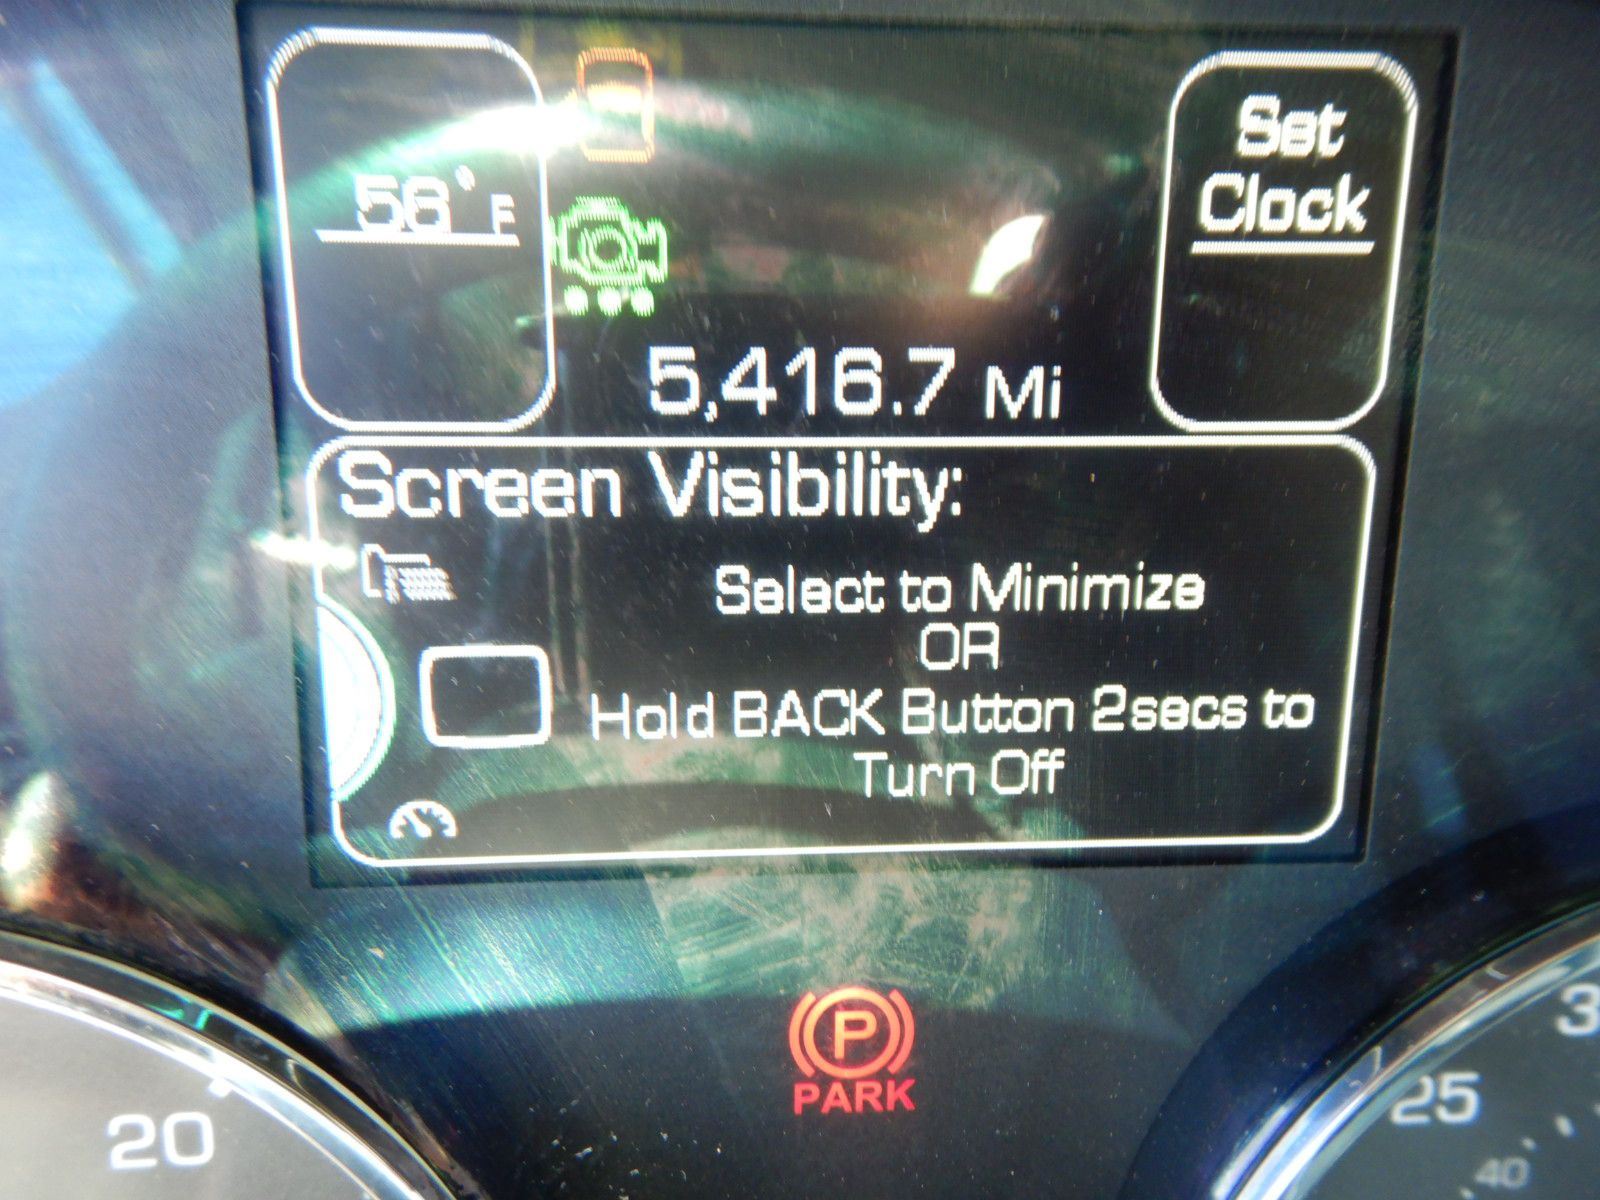 56° F
Set
Clock
5,416.7 Mi
Screen Visibility:
Select to Minimize
OR
Hold BACK Button 2secs to
Turn Off
P
PARK
20
25
40